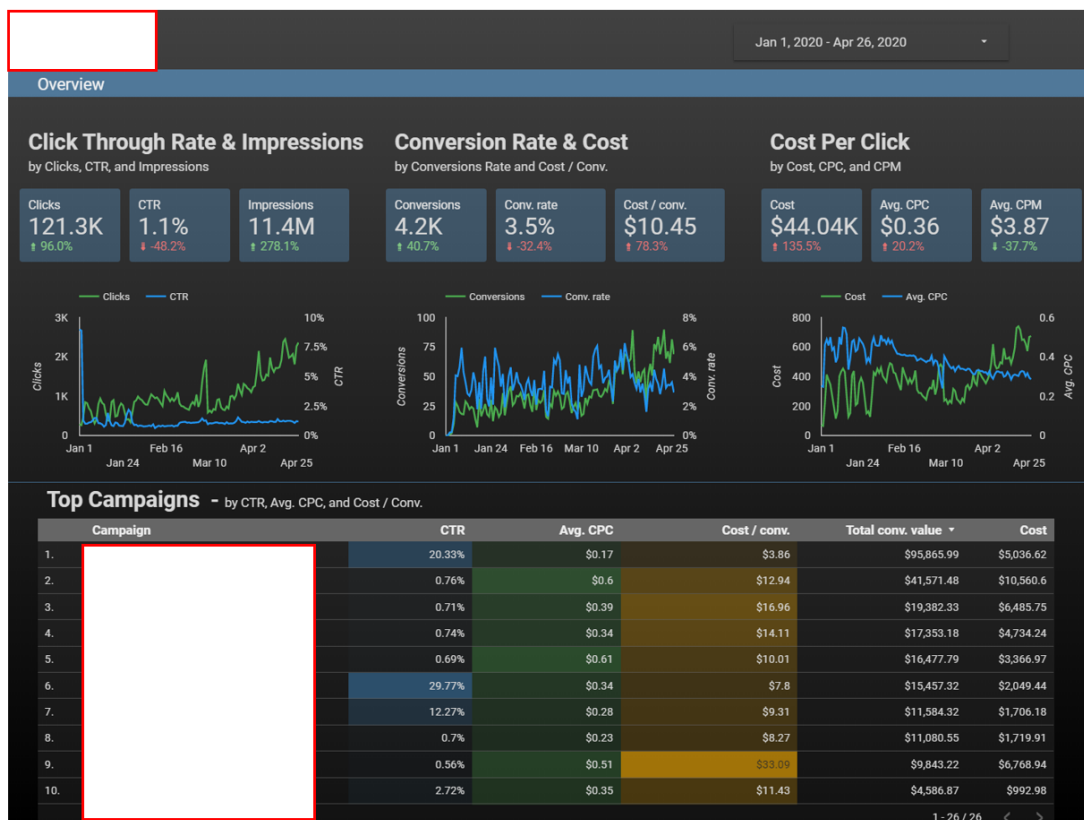 Jan 1, 2020 - Apr 26, 2020
Overview
Click Through Rate & Impressions
by Clicks, CTR, and Impressions
Clicks
121.3K
96.0%
CTR
1.1%
-48.2%
Impressions
11.4M
278.1%
Conversion Rate & Cost
by Conversions Rate and Cost / Conv.
Conversions
4.2K
40.7%
Conv. rate
3.5%
-32.4%
Cost / conv.
$10.45
78.3%
Cost Per Click
by Cost, CPC, and CPM
Cost
$44.04K
135.5%
Avg. CPC
$0.36
20.2%
Avg. CPM
$3.87
-37.7%
Clicks CTR
3K
2K
1K
0
Clicks
10%
7.5%
5%
2.5%
0%
CTR
Jan 1 Feb 16 Apr 2
Jan 24 Mar 10 Apr 25
Conversions Conv. rate
100
75
50
25
0
Conversions
8%
6%
4%
2%
0%
Conv. rate
Jan 1 Jan 24 Feb 16 Mar 10 Apr 2 Apr 25
Cost Avg. CPC
800
600
400
200
0
Cost
0.6
0.4
0.2
0
Avg. CPC
Jan 1 Feb 16 Apr 2
Jan 24 Mar 10 Apr 25
Top Campaigns - by CTR, Avg. CPC, and Cost / Conv.
Campaign CTR Avg. CPC Cost / conv. Total conv. value Cost
1. 20.33% $0.17 $3.86 $95,865.99 $5,036.62
2. 0.76% $0.6 $12.94 $41,571.48 $10,560.6
3. 0.71% $0.39 $16.96 $19,382.33 $6,485.75
4. 0.74% $0.34 $14.11 $17,353.18 $4,734.24
5. 0.69% $0.61 $10.01 $16,477.79 $3,366.97
6. 29.77% $0.34 $7.8 $15,457.32 $2,049.44
7. 12.27% $0.28 $9.31 $11,584.32 $1,706.18
8. 0.7% $0.23 $8.27 $11,080.55 $1,719.91
9. 0.56% $0.51 $33.09 $9,843.22 $6,768.94
10. 2.72% $0.35 $11.43 $4,586.87 $992.98
1 - 26 / 26